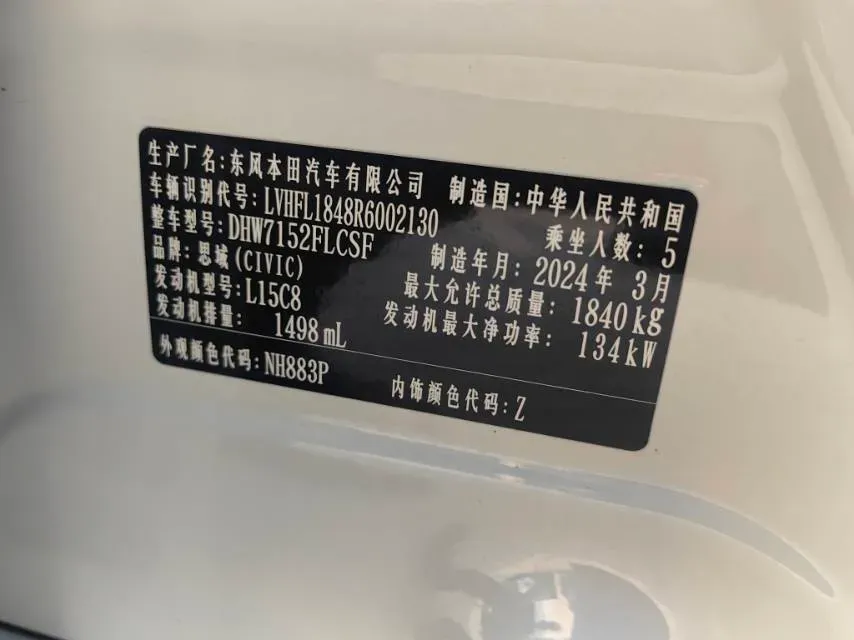 生产厂名:东风本田汽车有限公司 制造国:中华人民共和国
车辆识别代号:LVHFL1848R6002130 乘坐人数:5
整车型号:DHW7152FLCSF 制造年月:2024年 3月
品牌:思域(CIVIC) 最大允许总质量:1840kg
发动机型号:L15C8 发动机最大净功率:134kW
发动机排量: 1498mL
外观颜色代码:NH883P 内饰颜色代码:Z